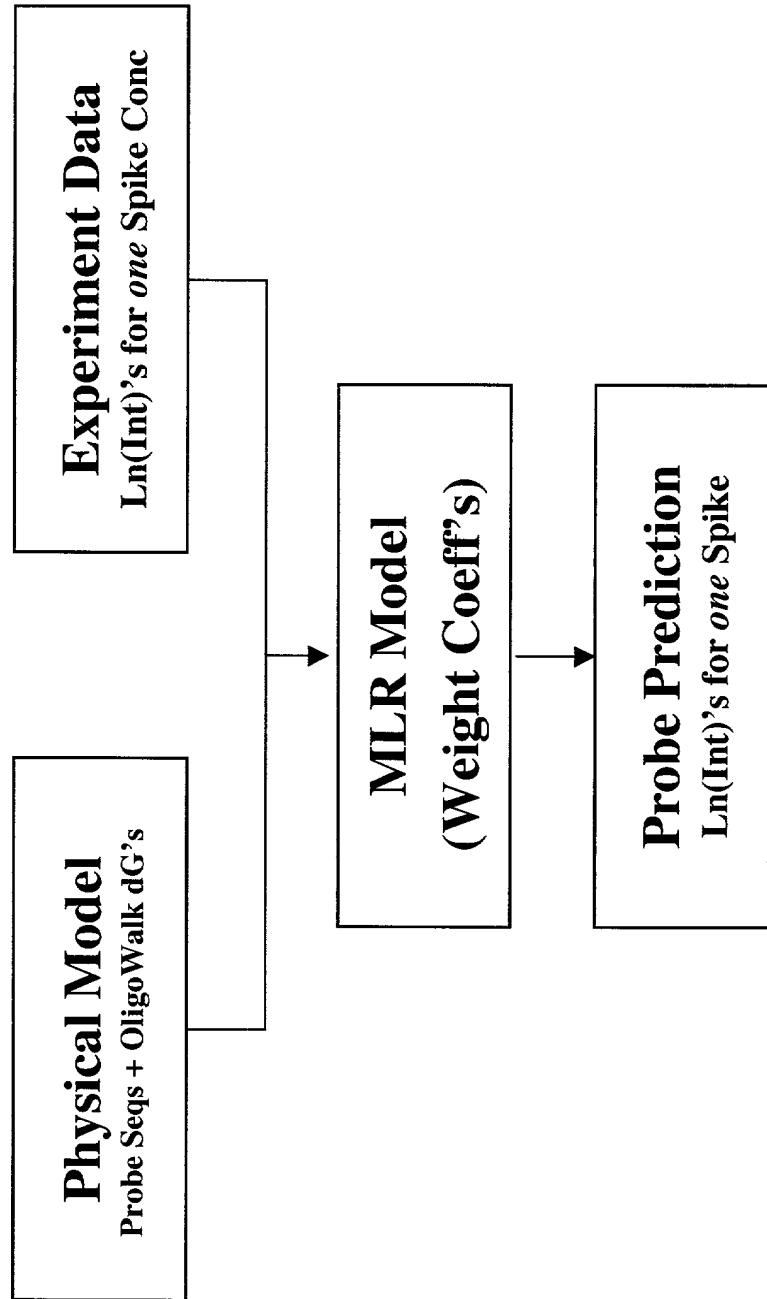 Physical Model
Probe Seqs + OligoWalk dG's
Experiment Data
Ln(Int)'s for one Spike Conc
MLR Model
(Weight Coeff's)
Probe Prediction
Ln(Int)'s for one Spike